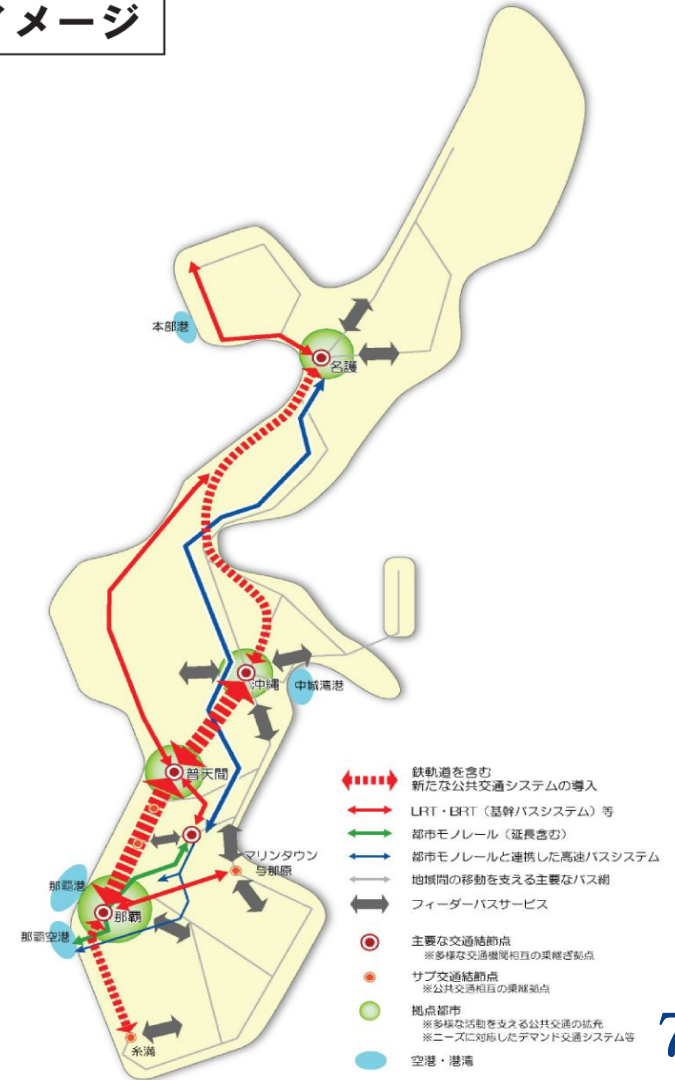 イメージ
本部港
名護
沖縄
中城湾港
普天間
マリンタウン
与那原
那覇港
那覇
那覇空港
糸満
鉄軌道を含む
新たな公共交通システムの導入
LRT・BRT（基幹バスシステム）等
都市モノレール（延長含む）
都市モノレールと連携した高速バスシステム
地域間の移動を支える主要なバス網
フィーダーバスサービス
主要な交通結節点
※多様な交通機関相互の乗継ぎ拠点
サブ交通結節点
※公共交通相互の乗継拠点
拠点都市
※多様な活動を支える公共交通の拡充
※ニーズに対応したデマンド交通システム等
空港・港湾
7